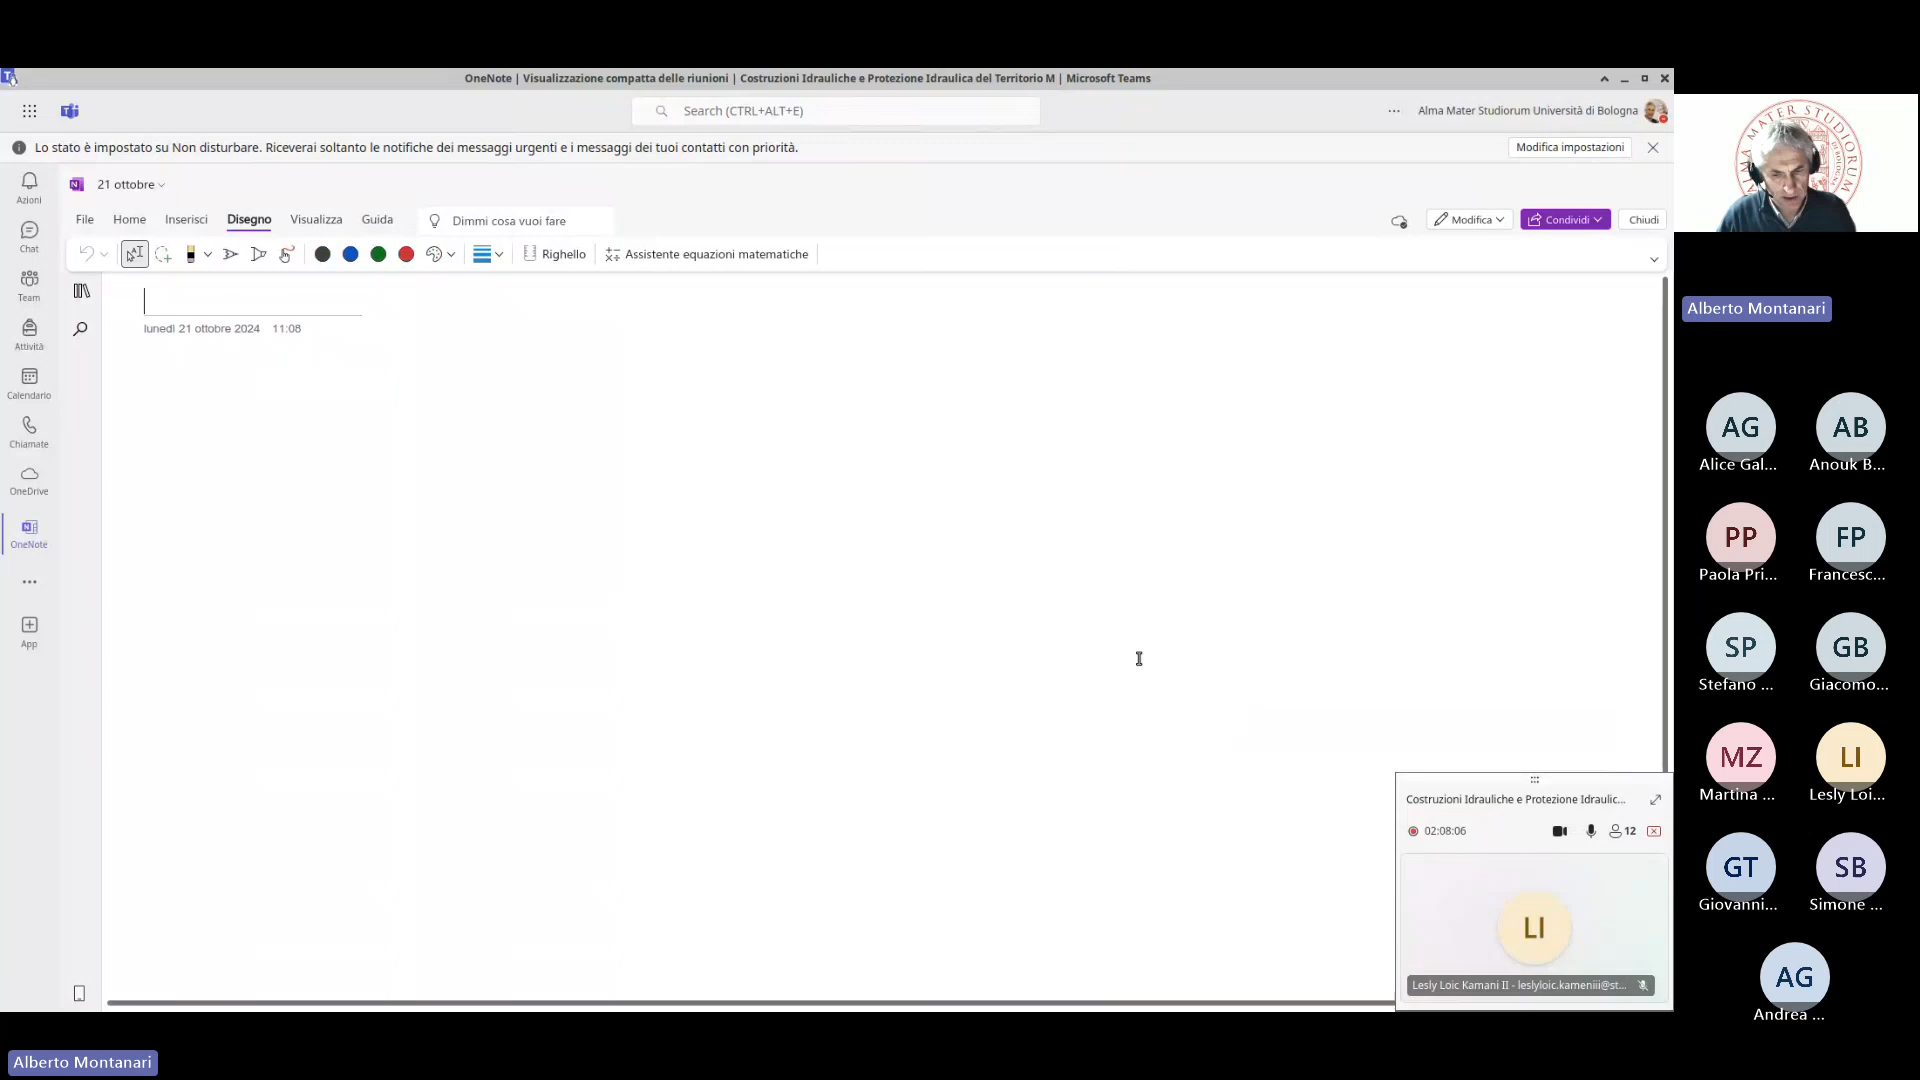 OneNote | Visualizzazione compatta delle riunioni | Costruzioni Idrauliche e Protezione Idraulica del Territorio M | Microsoft Teams
Search (CTRL+ALT+E)
Alma Mater Studiorum Università di Bologna
Lo stato è impostato su Non disturbare. Riceverai soltanto le notifiche dei messaggi urgenti e i messaggi dei tuoi contatti con priorità.
Modifica impostazioni
21 ottobre
File Home Inserisci Disegno Visualizza Guida Dimmi cosa vuoi fare
Modifica Condividi Chiudi
Righello Assistente equazioni matematiche
lunedì 21 ottobre 2024 11:08
Azioni
Chat
Team
Attività
Calendario
Chiamate
OneDrive
OneNote
App
Costruzioni Idrauliche e Protezione Idraulic...
02:08:06 12
LI
Lesly Loic Kamani II - leslyloic.kameniii@st...
ALMA MATER STUDIORUM
Alberto Montanari
AG AB
Alice Gal... Anouk B...
PP FP
Paola Pri... Francesc...
SP GB
Stefano ... Giacomo...
MZ LI
Martina ... Lesly Loi...
GT SB
Giovanni... Simone ...
AG
Andrea ...
Alberto Montanari